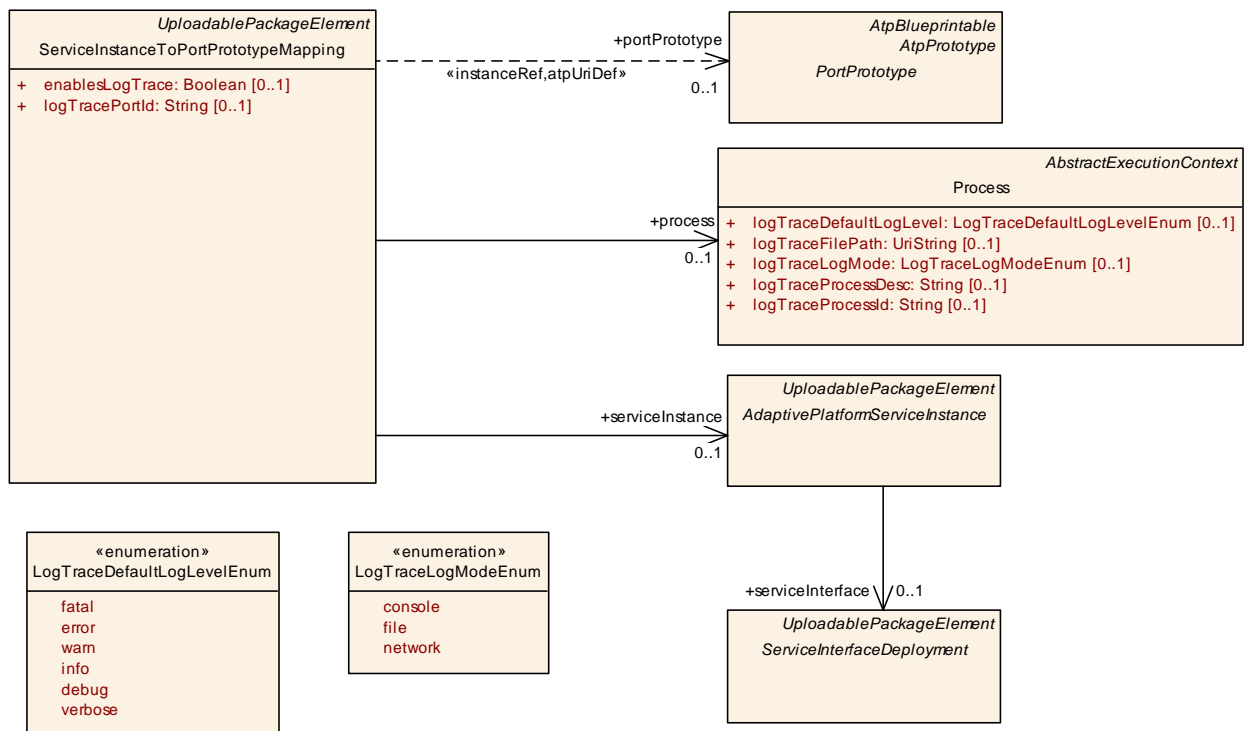 UploadablePackageElement
ServiceInstanceToPortPrototypeMapping
+ enablesLogTrace: Boolean [0..1]
+ logTracePortId: String [0..1]
+portPrototype
«instanceRef,atpUriDef»
0..1
AtpBlueprintable
AtpPrototype
PortPrototype
+process
0..1
AbstractExecutionContext
Process
+ logTraceDefaultLogLevel: LogTraceDefaultLogLevelEnum [0..1]
+ logTraceFilePath: UriString [0..1]
+ logTraceLogMode: LogTraceLogModeEnum [0..1]
+ logTraceProcessDesc: String [0..1]
+ logTraceProcessId: String [0..1]
+serviceInstance
0..1
UploadablePackageElement
AdaptivePlatformServiceInstance
+serviceInterface
0..1
UploadablePackageElement
ServiceInterfaceDeployment
«enumeration»
LogTraceDefaultLogLevelEnum
fatal
error
warn
info
debug
verbose
«enumeration»
LogTraceLogModeEnum
console
file
network